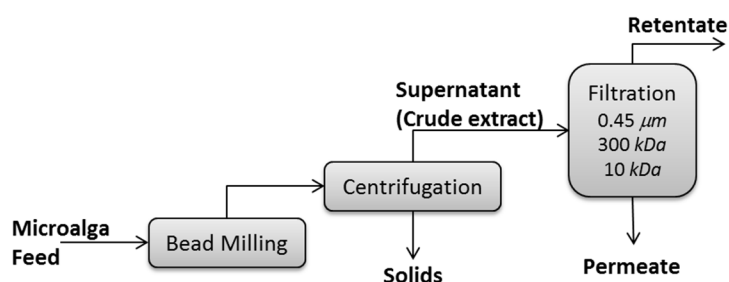 Retentate
Supernatant
(Crude extract)
Filtration
0.45 µm
300 kDa
10 kDa
Centrifugation
Microalga
Feed
Bead Milling
Solids
Permeate